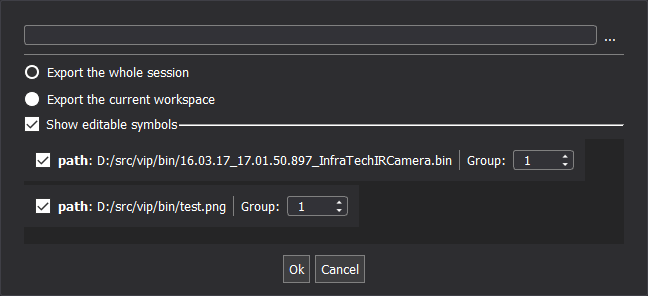 ...
Export the whole session
Export the current workspace
Show editable symbols
path: D:/src/vip/bin/16.03.17_17.01.50.897_InfraTechIRCamera.bin Group: 1
path: D:/src/vip/bin/test.png Group: 1
Ok Cancel